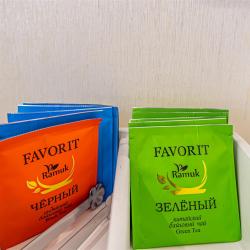 FAVORIT
Ramuk
ЧЁРНЫЙ
FAVORIT
Ramuk
ЗЕЛЁНЫЙ
китайский
байховый чай
Green Tea